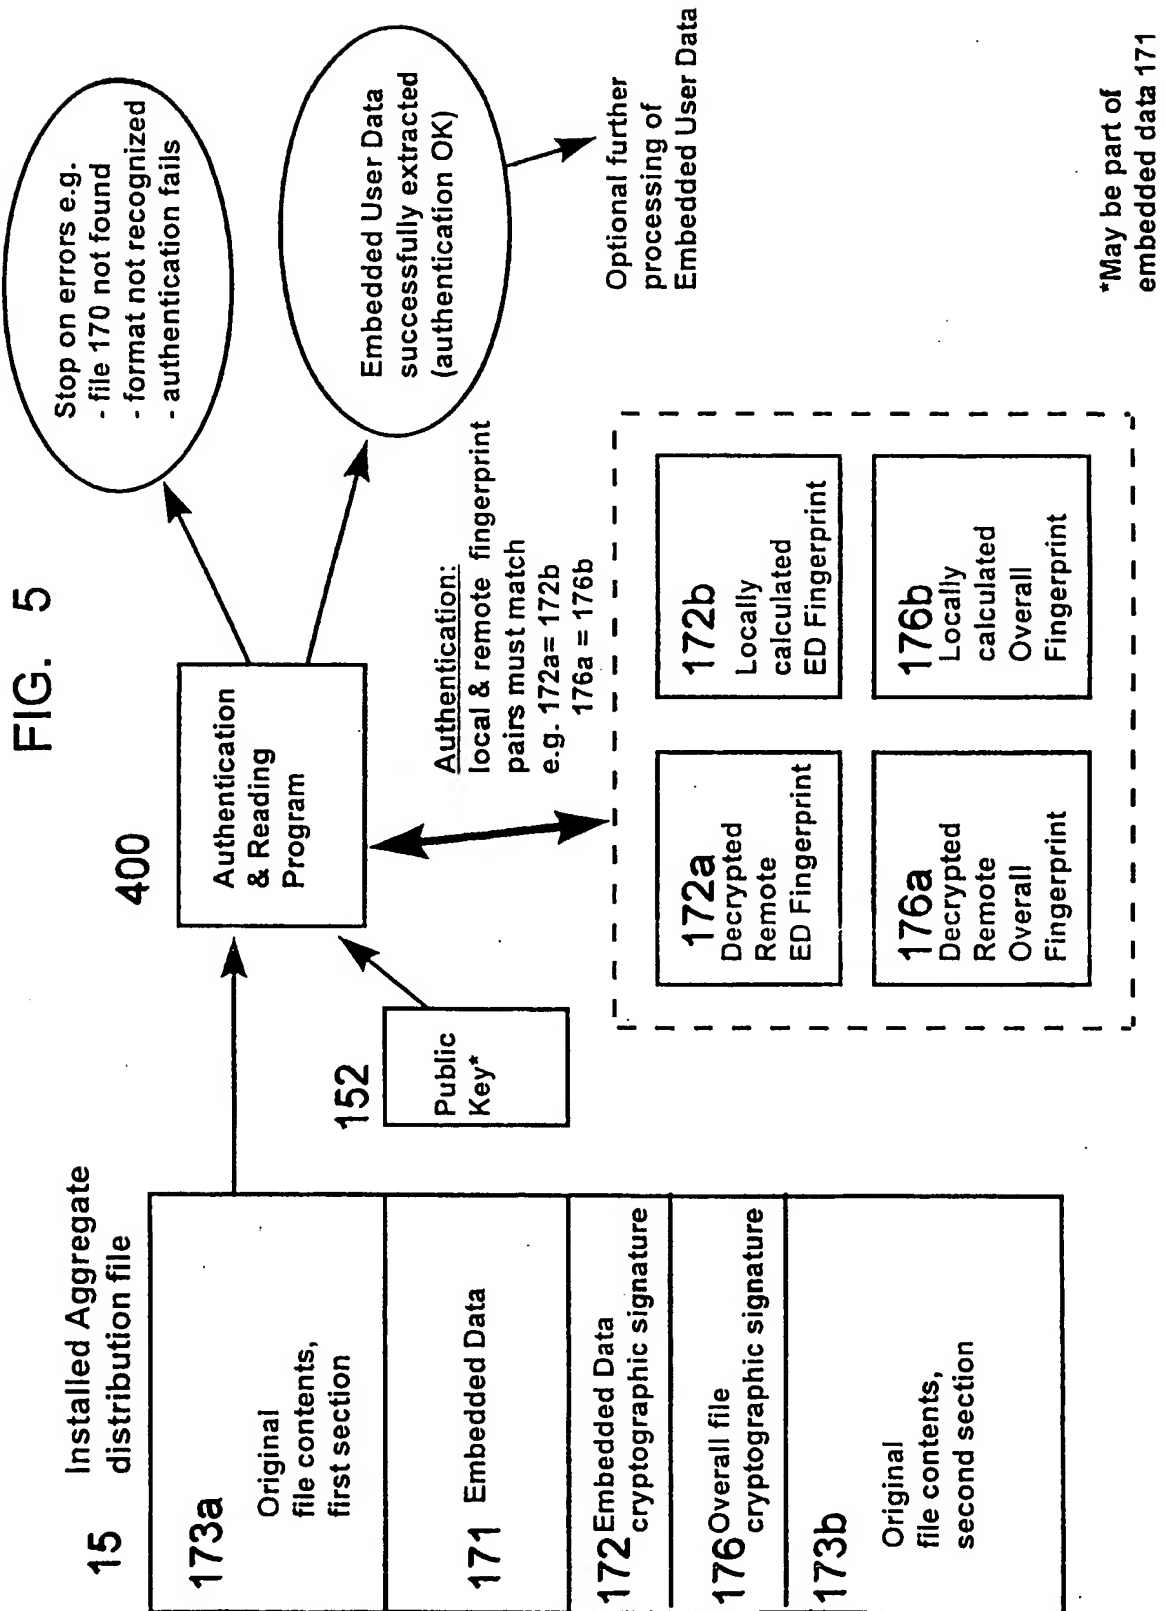 FIG. 5
15
Installed Aggregate
distribution file
173a
Original
file contents,
first section
171 Embedded Data
172 Embedded Data
cryptographic signature
176 Overall file
cryptographic signature
173b
Original
file contents,
second section
152
Public
Key*
400
Authentication
& Reading
Program
Stop on errors e.g.
- file 170 not found
- format not recognized
- authentication fails
Embedded User Data
successfully extracted
(authentication OK)
Optional further
processing of
Embedded User Data
Authentication:
local & remote fingerprint
pairs must match
e.g. 172a= 172b
176a = 176b
172a
Decrypted
Remote
ED Fingerprint
172b
Locally
calculated
ED Fingerprint
176a
Decrypted
Remote
Overall
Fingerprint
176b
Locally
calculated
Overall
Fingerprint
*May be part of
embedded data 171